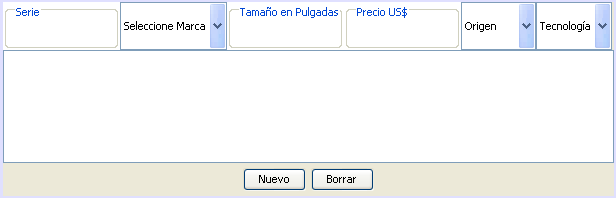 Serie
Seleccione Marca
Tamaño en Pulgadas
Precio US$
Origen
Tecnología
Nuevo
Borrar